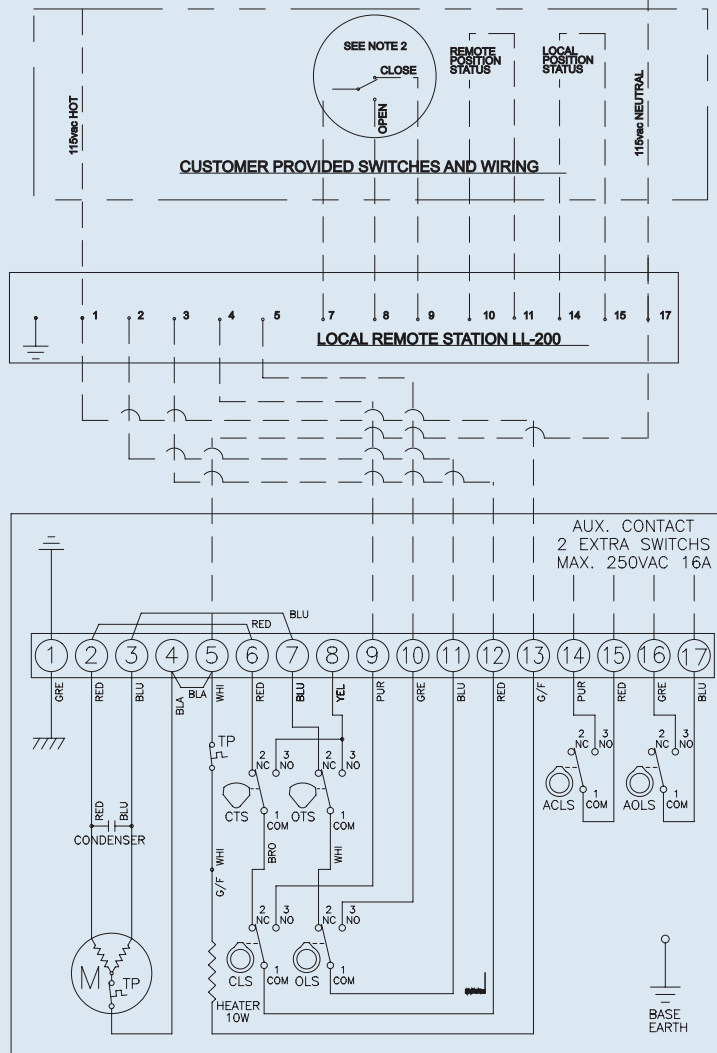 SEE NOTE 2
CLOSE
OPEN
REMOTE
POSITION
STATUS
LOCAL
POSITION
STATUS
115vac HOT
115vac NEUTRAL
CUSTOMER PROVIDED SWITCHES AND WIRING
1 2 3 4 5 7 8 9 10 11 14 15 17
LOCAL REMOTE STATION LL-200
AUX. CONTACT
2 EXTRA SWITCHS
MAX. 250VAC 16A
BLU
RED
1 2 3 4 5 6 7 8 9 10 11 12 13 14 15 16 17
GRE RED BLU BLA BLA WHI RED BLU YEL PUR GRE BLU RED G/F PUR RED GRE BLU
TP
2 NC 3 NO
2 NC 3 NO
2 NC 3 NO
2 NC 3 NO
CTS
1 COM
OTS
1 COM
ACLS
1 COM
AOLS
1 COM
RED
BLU
CONDENSER
WHI
G/F
BRO
WHI
2 NC 3 NO
2 NC 3 NO
CLS
1 COM
OLS
1 COM
M
TP
HEATER
10W
BASE
EARTH